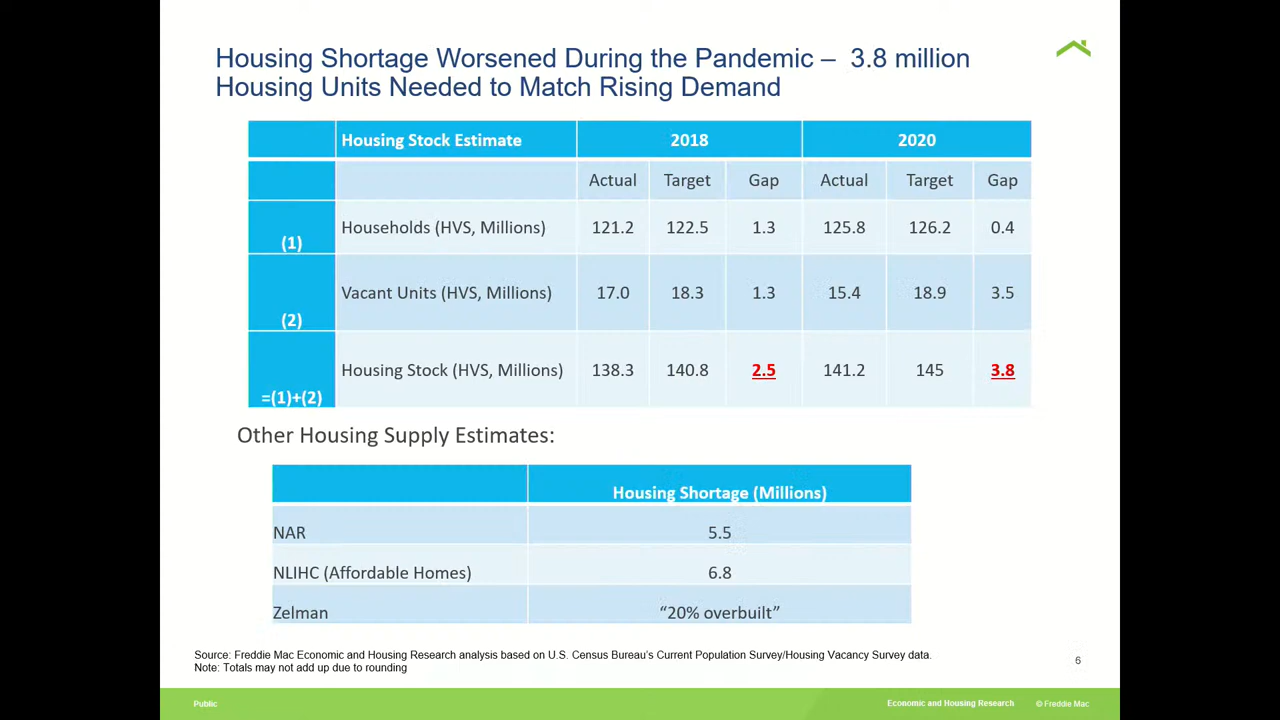 Housing Shortage Worsened During the Pandemic – 3.8 million
Housing Units Needed to Match Rising Demand
Housing Stock Estimate 2018 2020
Actual Target Gap Actual Target Gap
(1) Households (HVS, Millions) 121.2 122.5 1.3 125.8 126.2 0.4
(2) Vacant Units (HVS, Millions) 17.0 18.3 1.3 15.4 18.9 3.5
=(1)+(2) Housing Stock (HVS, Millions) 138.3 140.8 2.5 141.2 145 3.8
Other Housing Supply Estimates:
Housing Shortage (Millions)
NAR 5.5
NLIHC (Affordable Homes) 6.8
Zelman “20% overbuilt”
Source: Freddie Mac Economic and Housing Research analysis based on U.S. Census Bureau’s Current Population Survey/Housing Vacancy Survey data.
Note: Totals may not add up due to rounding
6
Public Economic and Housing Research © Freddie Mac